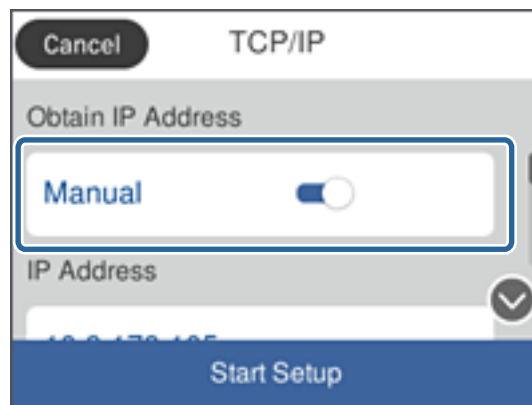 Cancel TCP/IP
Obtain IP Address
Manual
IP Address
Start Setup